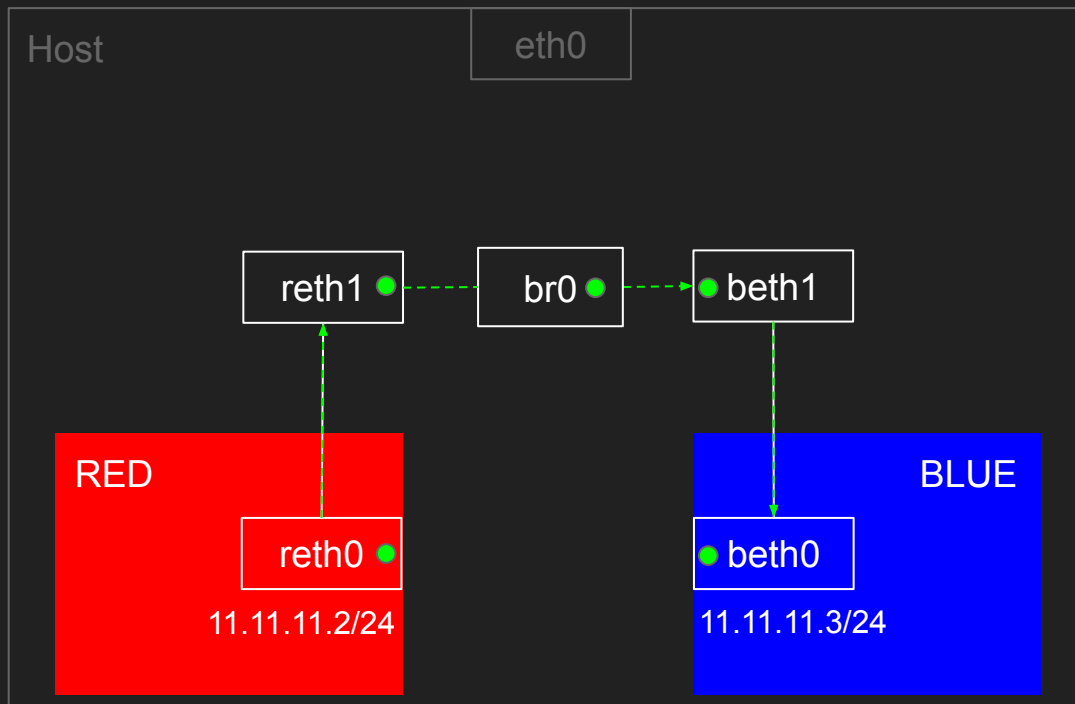 Host
eth0
reth1
br0
beth1
RED
BLUE
reth0
beth0
11.11.11.2/24
11.11.11.3/24